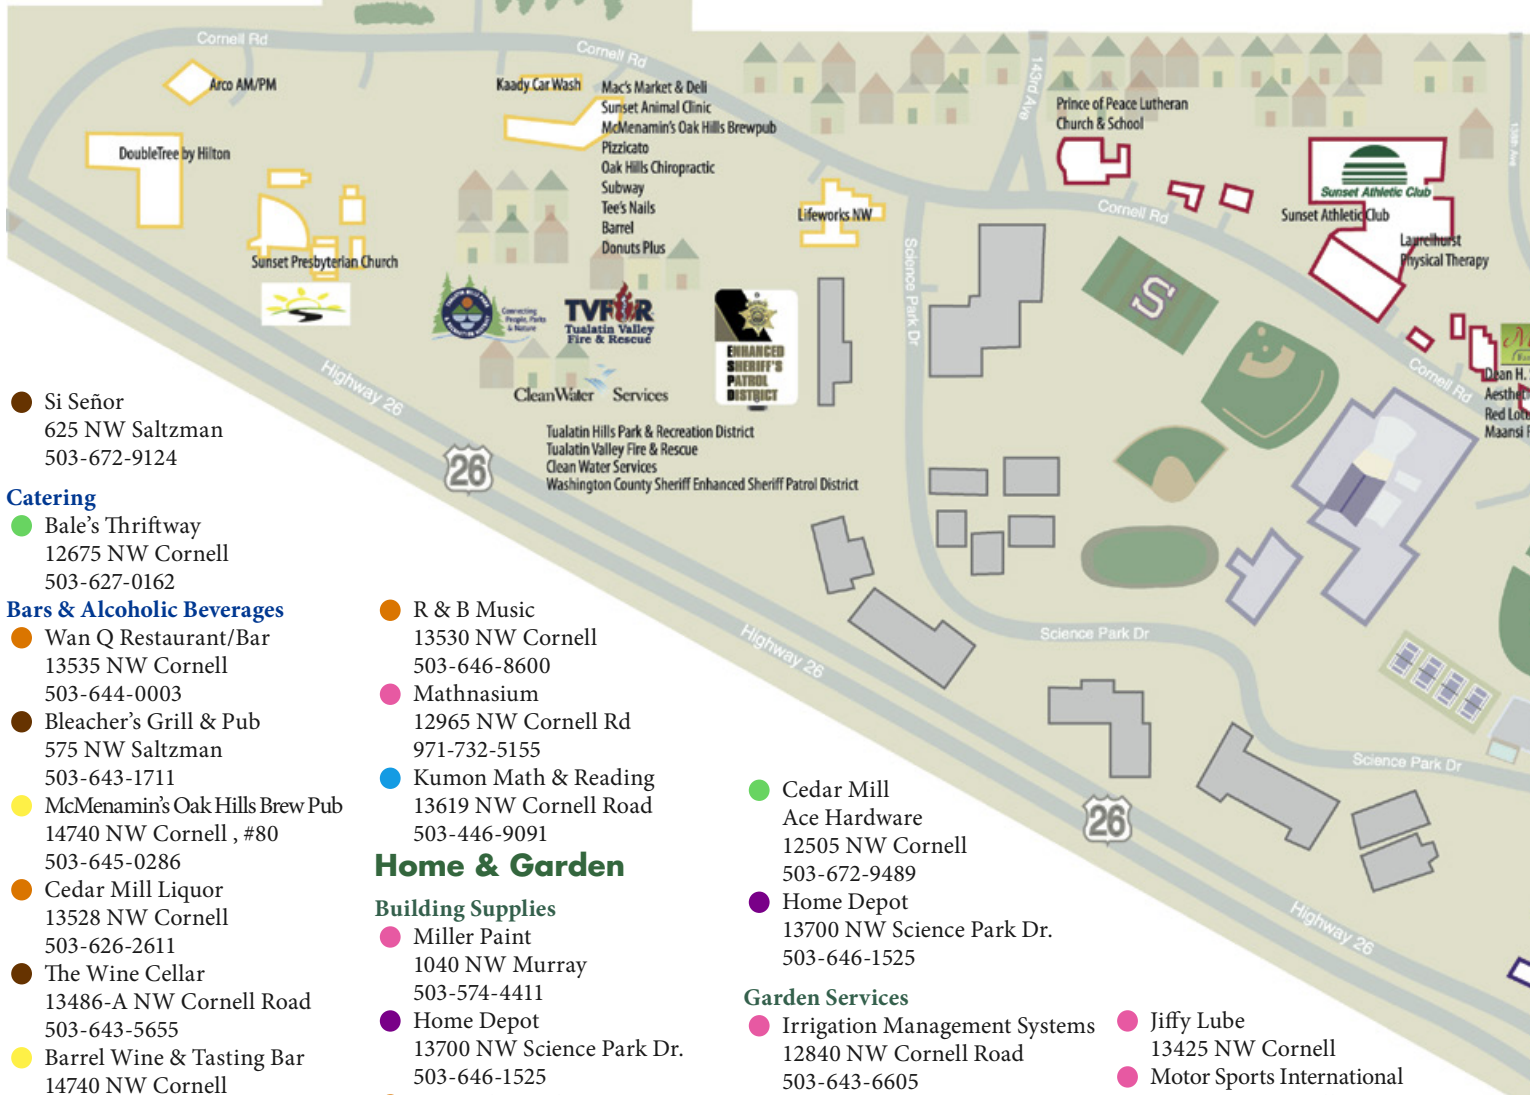 Cornell Rd
Cornell Rd
143rd Ave
138th Ave
Arco AM/PM
Kaady Car Wash
Mac's Market & Deli
Sunset Animal Clinic
McMenamin's Oak Hills Brewpub
Pizzicato
Oak Hills Chiropractic
Subway
Tee's Nails
Barrel
Donuts Plus
DoubleTree by Hilton
Sunset Presbyterian Church
Lifeworks NW
Prince of Peace Lutheran
Church & School
Cornell Rd
Sunset Athletic Club
Sunset Athletic Club
Laurelhurst
Physical Therapy
Science Park Dr
S
Connecting
People, Parks
& Nature
TVF&R
Tualatin Valley
Fire & Rescue
ENHANCED
SHERIFF'S
PATROL
DISTRICT
CleanWater Services
Tualatin Hills Park & Recreation District
Tualatin Valley Fire & Rescue
Clean Water Services
Washington County Sheriff Enhanced Sheriff Patrol District
Cornell Rd
Dean H.
Aesthet
Red Lotu
Maansi
Highway 26
26
Highway 26
Science Park Dr
Science Park Dr
26
Highway 26
Si Señor
625 NW Saltzman
503-672-9124
Catering
Bale's Thriftway
12675 NW Cornell
503-627-0162
Bars & Alcoholic Beverages
Wan Q Restaurant/Bar
13535 NW Cornell
503-644-0003
Bleacher's Grill & Pub
575 NW Saltzman
503-643-1711
McMenamin's Oak Hills Brew Pub
14740 NW Cornell , #80
503-645-0286
Cedar Mill Liquor
13528 NW Cornell
503-626-2611
The Wine Cellar
13486-A NW Cornell Road
503-643-5655
Barrel Wine & Tasting Bar
14740 NW Cornell
R & B Music
13530 NW Cornell
503-646-8600
Mathnasium
12965 NW Cornell Rd
971-732-5155
Kumon Math & Reading
13619 NW Cornell Road
503-446-9091
Home & Garden
Building Supplies
Miller Paint
1040 NW Murray
503-574-4411
Home Depot
13700 NW Science Park Dr.
503-646-1525
Cedar Mill
Ace Hardware
12505 NW Cornell
503-672-9489
Home Depot
13700 NW Science Park Dr.
503-646-1525
Garden Services
Irrigation Management Systems
12840 NW Cornell Road
503-643-6605
Jiffy Lube
13425 NW Cornell
Motor Sports International